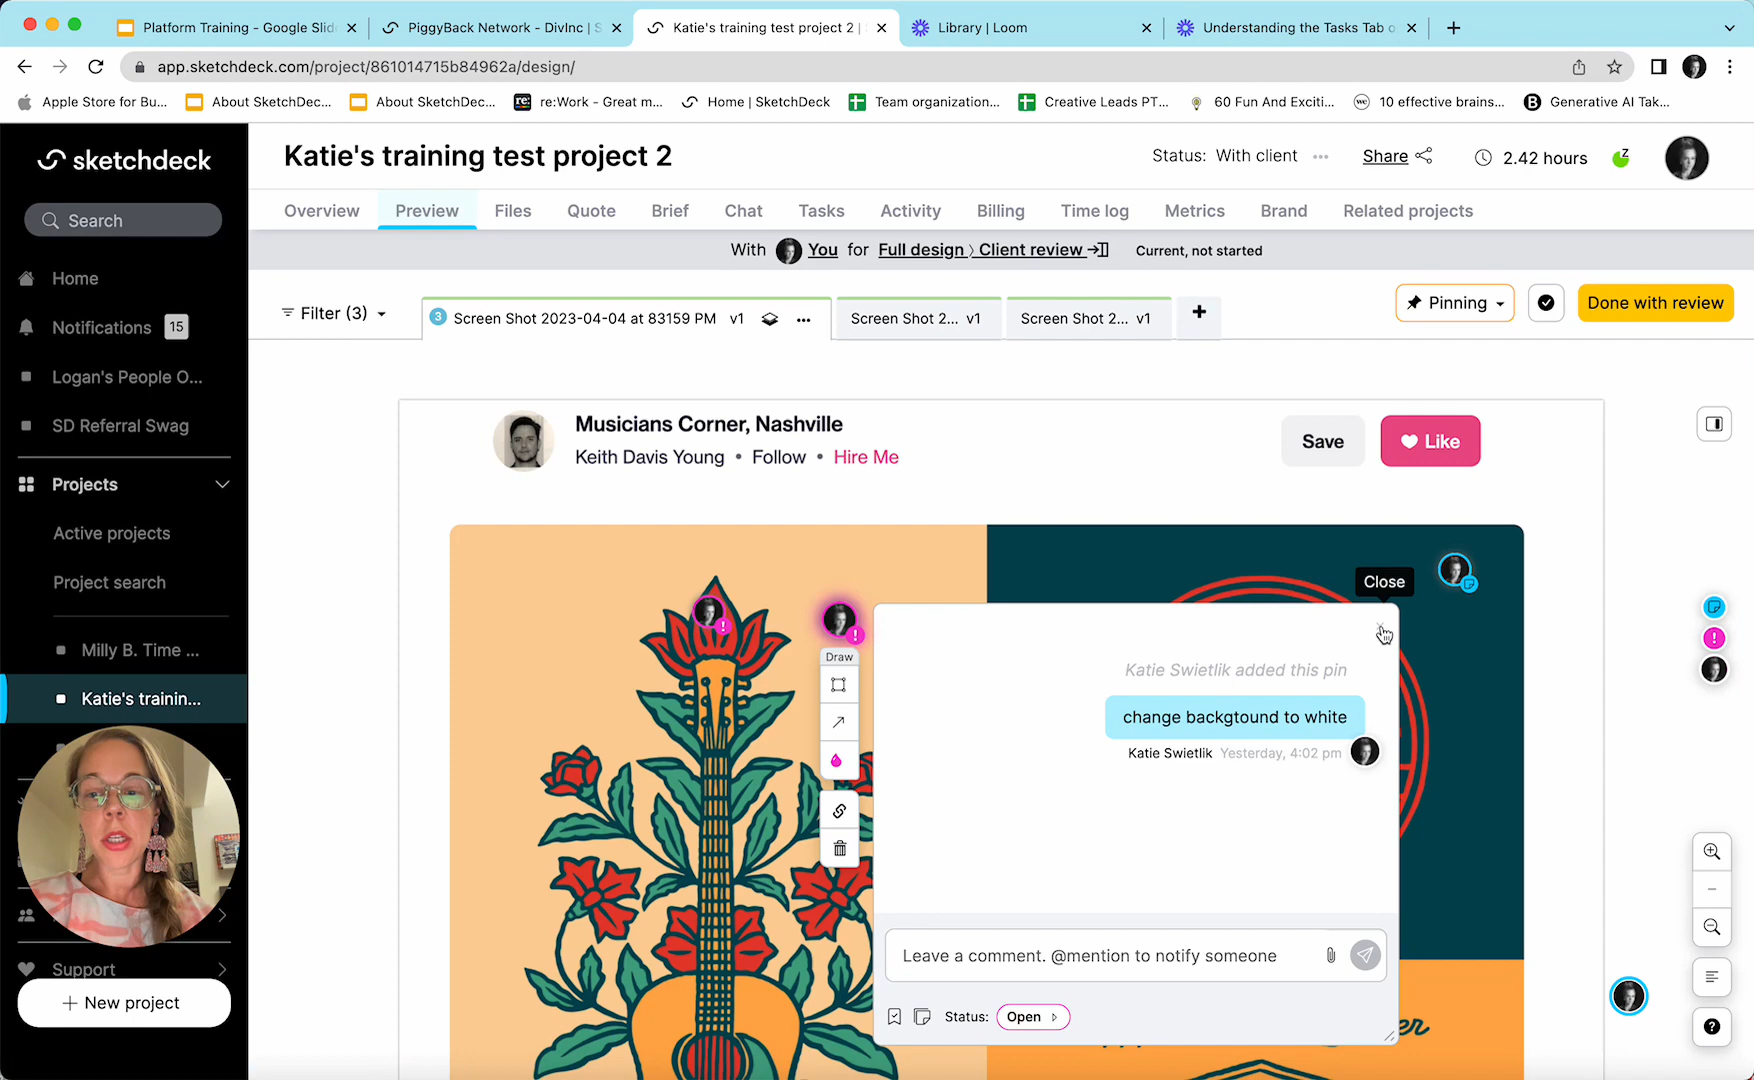 Platform Training - Google Slid
PiggyBack Network - DivInc | S
Katie's training test project 2 |
Library | Loom
Understanding the Tasks Tab o
app.sketchdeck.com/project/861014715b84962a/design/
Apple Store for Bu...
About SketchDec...
About SketchDec...
re:
re:Work - Great m...
Home | SketchDeck
Team organization...
Creative Leads PT...
60 Fun And Exciti...
10 effective brains...
B
Generative AI Tak...
sketchdeck
Katie's training test project 2
Status: With client
Share
2.42 hours
z
Search
Overview
Preview
Files
Quote
Brief
Chat
Tasks
Activity
Billing
Time log
Metrics
Brand
Related projects
With You for Full design > Client review
Current, not started
Home
Notifications 15
Logan's People O...
SD Referral Swag
Projects
Active projects
Project search
Milly B. Time ...
Katie's trainin...
Support
+ New project
Filter (3)
3 Screen Shot 2023-04-04 at 83159 PM v1
Screen Shot 2... v1
Screen Shot 2... v1
+
Pinning
Done with review
Musicians Corner, Nashville
Keith Davis Young • Follow • Hire Me
Save
Like
Close
!
!
Draw
Katie Swietlik added this pin
change backgtound to white
Katie Swietlik Yesterday, 4:02 pm
Leave a comment. @mention to notify someone
Status: Open
er
!
?